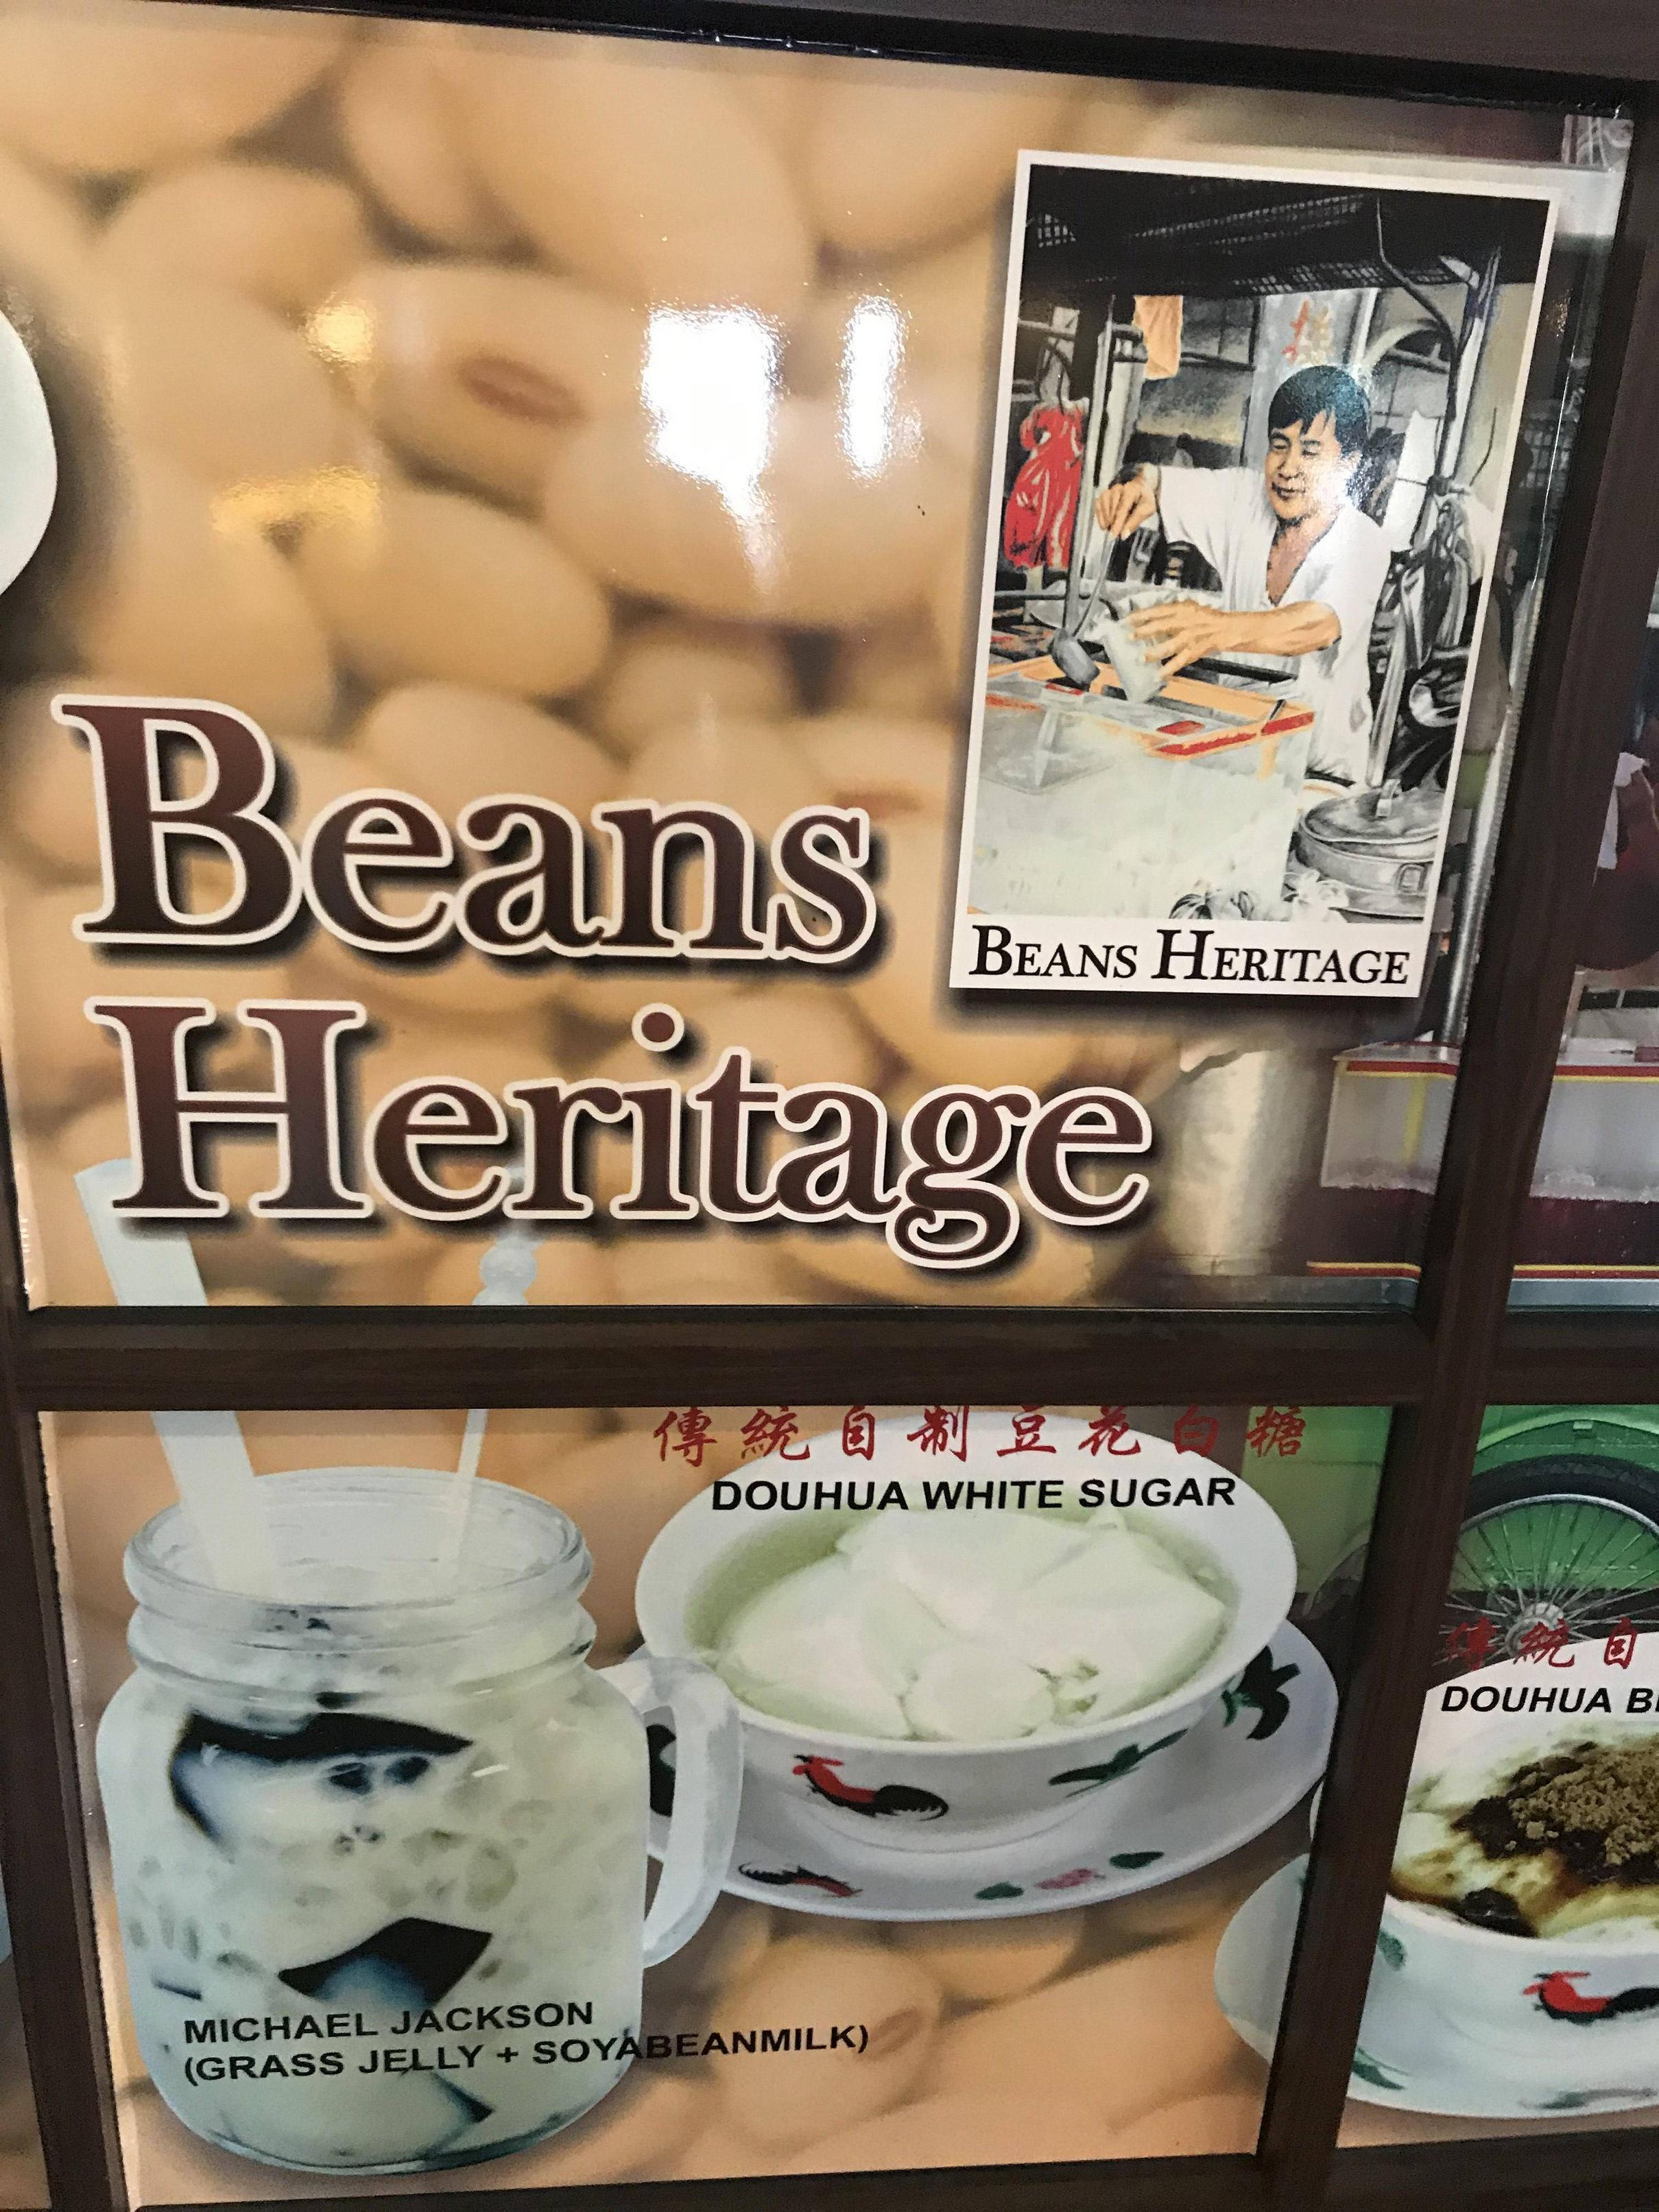 Beans
Heritage
BEANS HERITAGE
傳統自制豆花白糖
DOUHUA WHITE SUGAR
傳統自
DOUHUA
MICHAEL JACKSON
(GRASS JELLY + SOYABEANMILK)